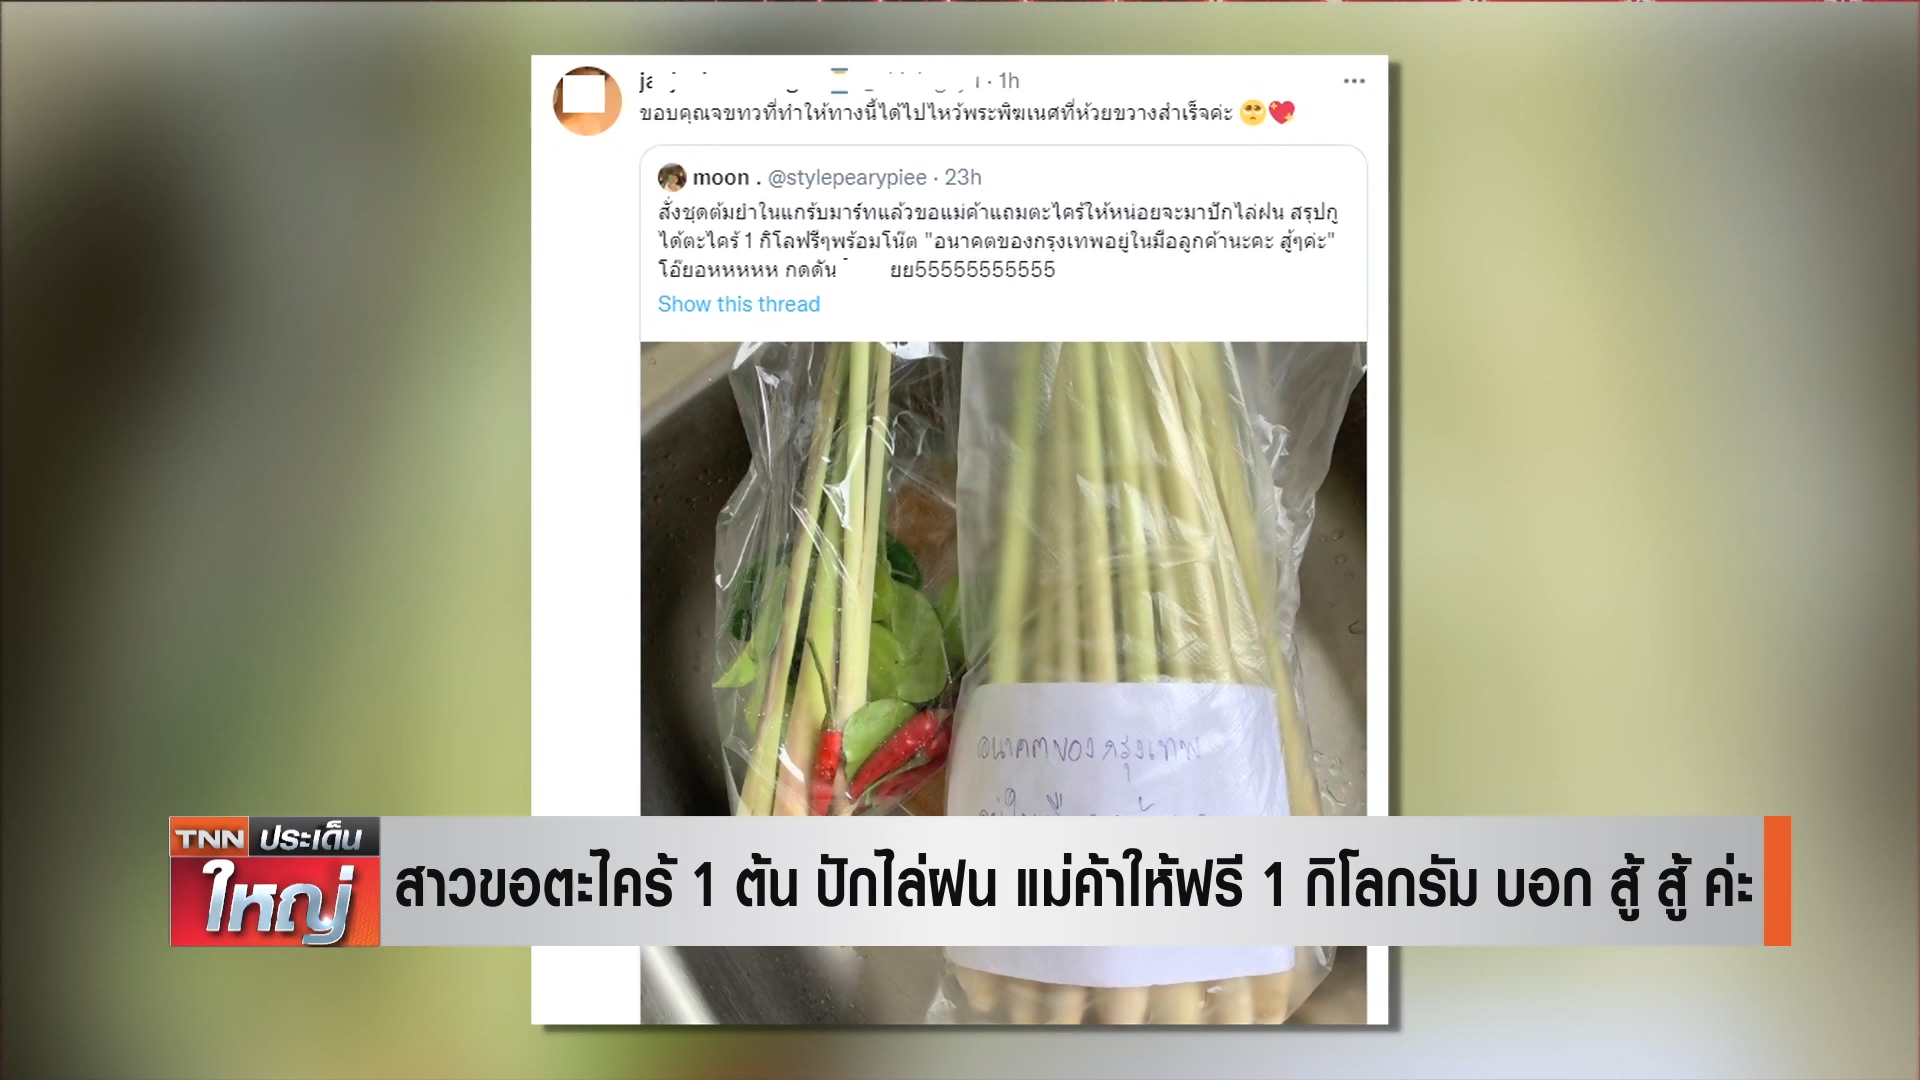 · 1h
ขอบคุณจขทวที่ทำให้ทางนี้ได้ไปไหว้พระพิฆเนศที่ห้วยขวางสำเร็จค่ะ 🥺💖
moon . @stylepearypiee · 23h
สั่งชุดต้มยำในแกร้บมาร์ทแล้วขอแม่ค้าแถมตะไคร้ให้หน่อยจะมาปักไล่ฝน สรุปกู
ได้ตะไคร้ 1 กิโลฟรีๆพร้อมโน๊ต "อนาคตของกรุงเทพอยู่ในมือลูกค้านะคะ สู้ๆค่ะ"
โอ๊ยอหหหหห กดดัน ยย55555555555
Show this thread
อนาคตของกรุงเทพ
TNN ประเด็น
ใหญ่
สาวขอตะไคร้ 1 ต้น ปักไล่ฝน แม่ค้าให้ฟรี 1 กิโลกรัม บอก สู้ สู้ ค่ะ